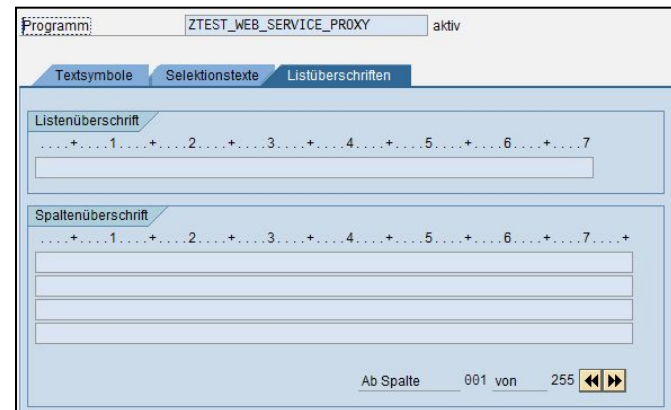 Programm ZTEST_WEB_SERVICE_PROXY aktiv
Textsymbole Selektionstexte Listüberschriften
Listenüberschrift
....+....1....+....2....+....3....+....4....+....5....+....6....+....7
Spaltenüberschrift
....+....1....+....2....+....3....+....4....+....5....+....6....+....7....+
Ab Spalte 001 von 255